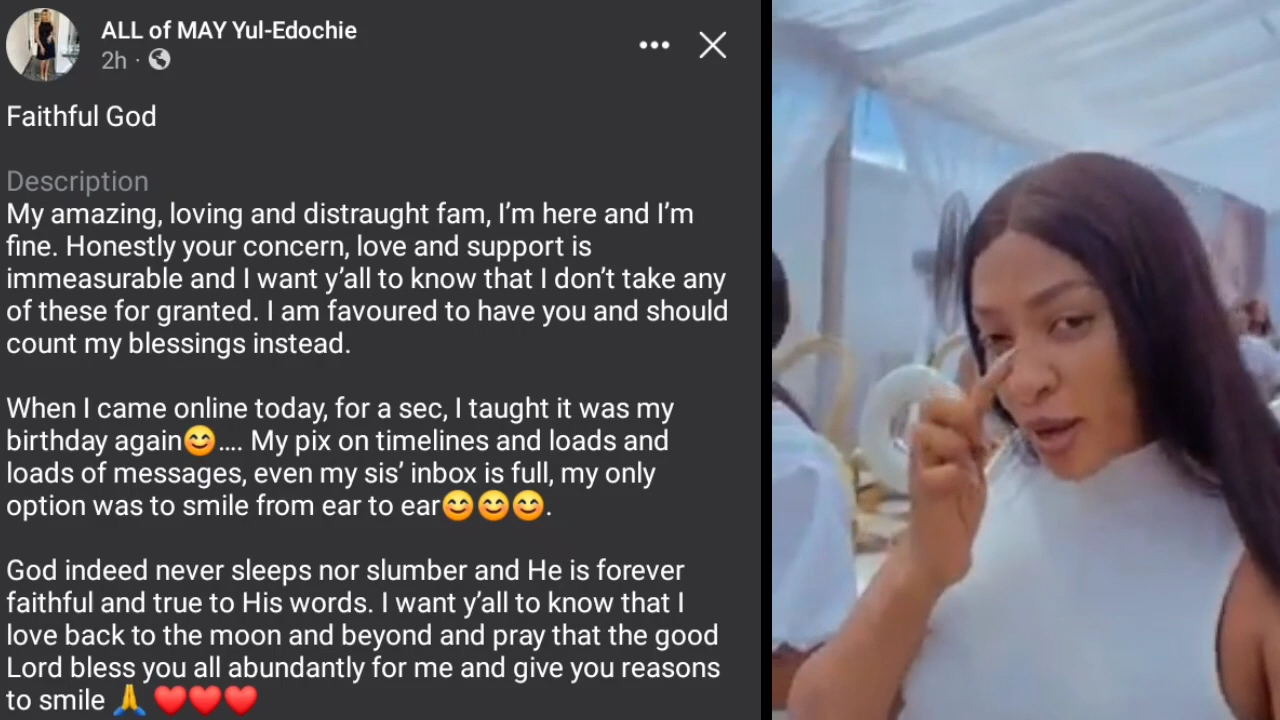 ALL of MAY Yul-Edochie
2h ·
Faithful God
Description
My amazing, loving and distraught fam, I’m here and I’m
fine. Honestly your concern, love and support is
immeasurable and I want y’all to know that I don’t take any
of these for granted. I am favoured to have you and should
count my blessings instead.
When I came online today, for a sec, I taught it was my
birthday again😊.... My pix on timelines and loads and
loads of messages, even my sis’ inbox is full, my only
option was to smile from ear to ear😊😊😊.
God indeed never sleeps nor slumber and He is forever
faithful and true to His words. I want y’all to know that I
love back to the moon and beyond and pray that the good
Lord bless you all abundantly for me and give you reasons
to smile 🙏❤️❤️❤️